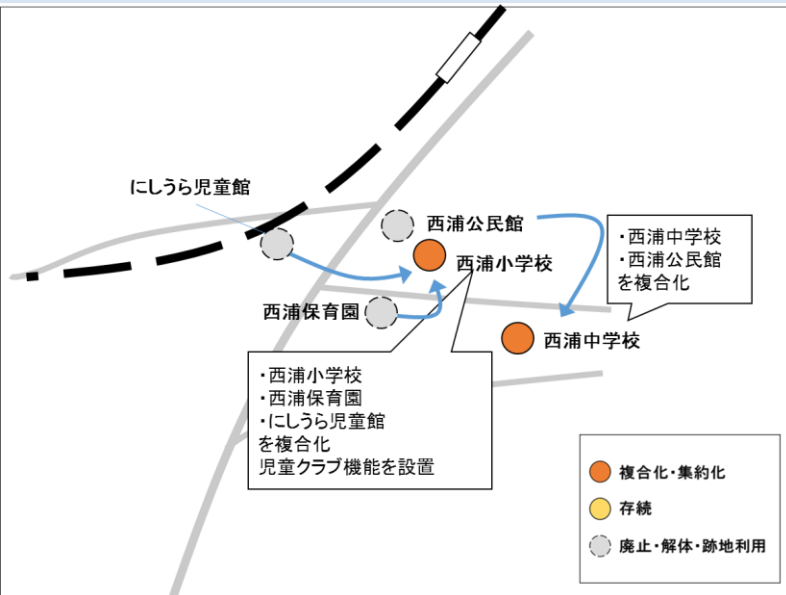 にしうら児童館
西浦公民館
西浦小学校
・西浦中学校
・西浦公民館
を複合化
西浦保育園
西浦中学校
・西浦小学校
・西浦保育園
・にしうら児童館
を複合化
児童クラブ機能を設置
複合化・集約化
存続
廃止・解体・跡地利用